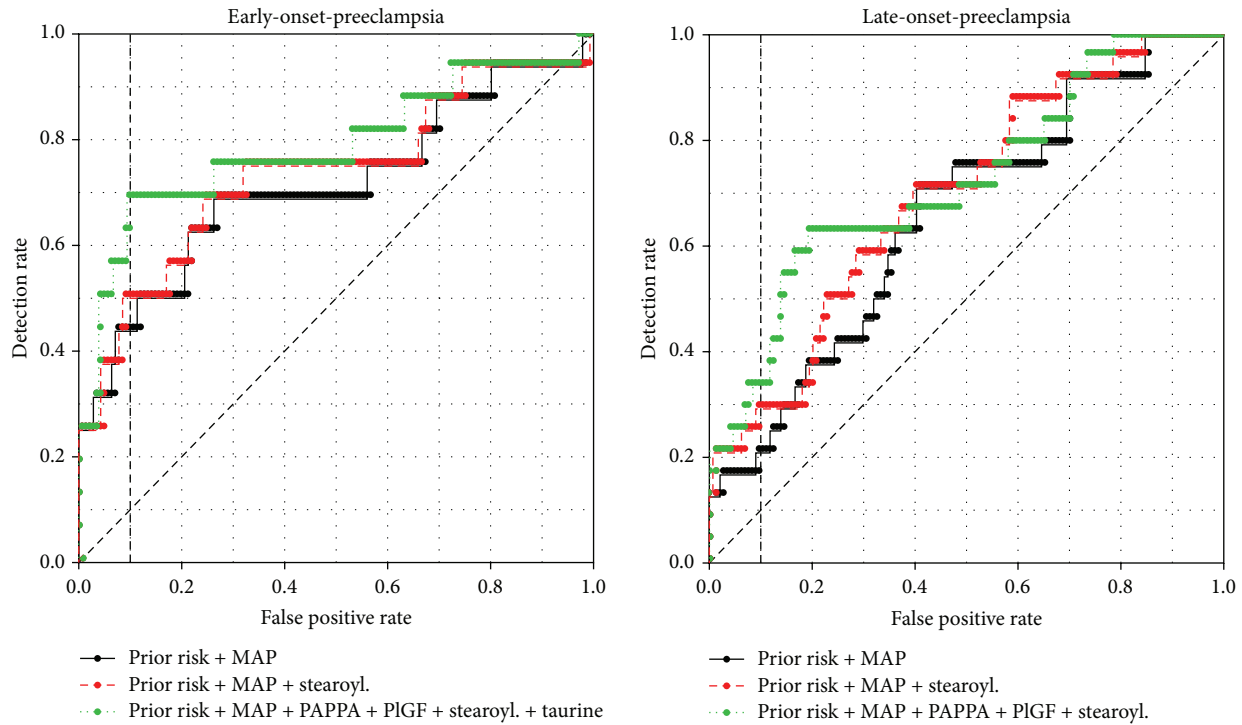 Early-onset-preeclampsia
1.0
0.8
0.6
0.4
0.2
0.0
Detection rate
0.0 0.2 0.4 0.6 0.8 1.0
False positive rate
Prior risk + MAP
Prior risk + MAP + stearoyl.
Prior risk + MAP + PAPPA + PlGF + stearoyl. + taurine
Late-onset-preeclampsia
1.0
0.8
0.6
0.4
0.2
0.0
Detection rate
0.0 0.2 0.4 0.6 0.8 1.0
False positive rate
Prior risk + MAP
Prior risk + MAP + stearoyl.
Prior risk + MAP + PAPPA + PlGF + stearoyl.